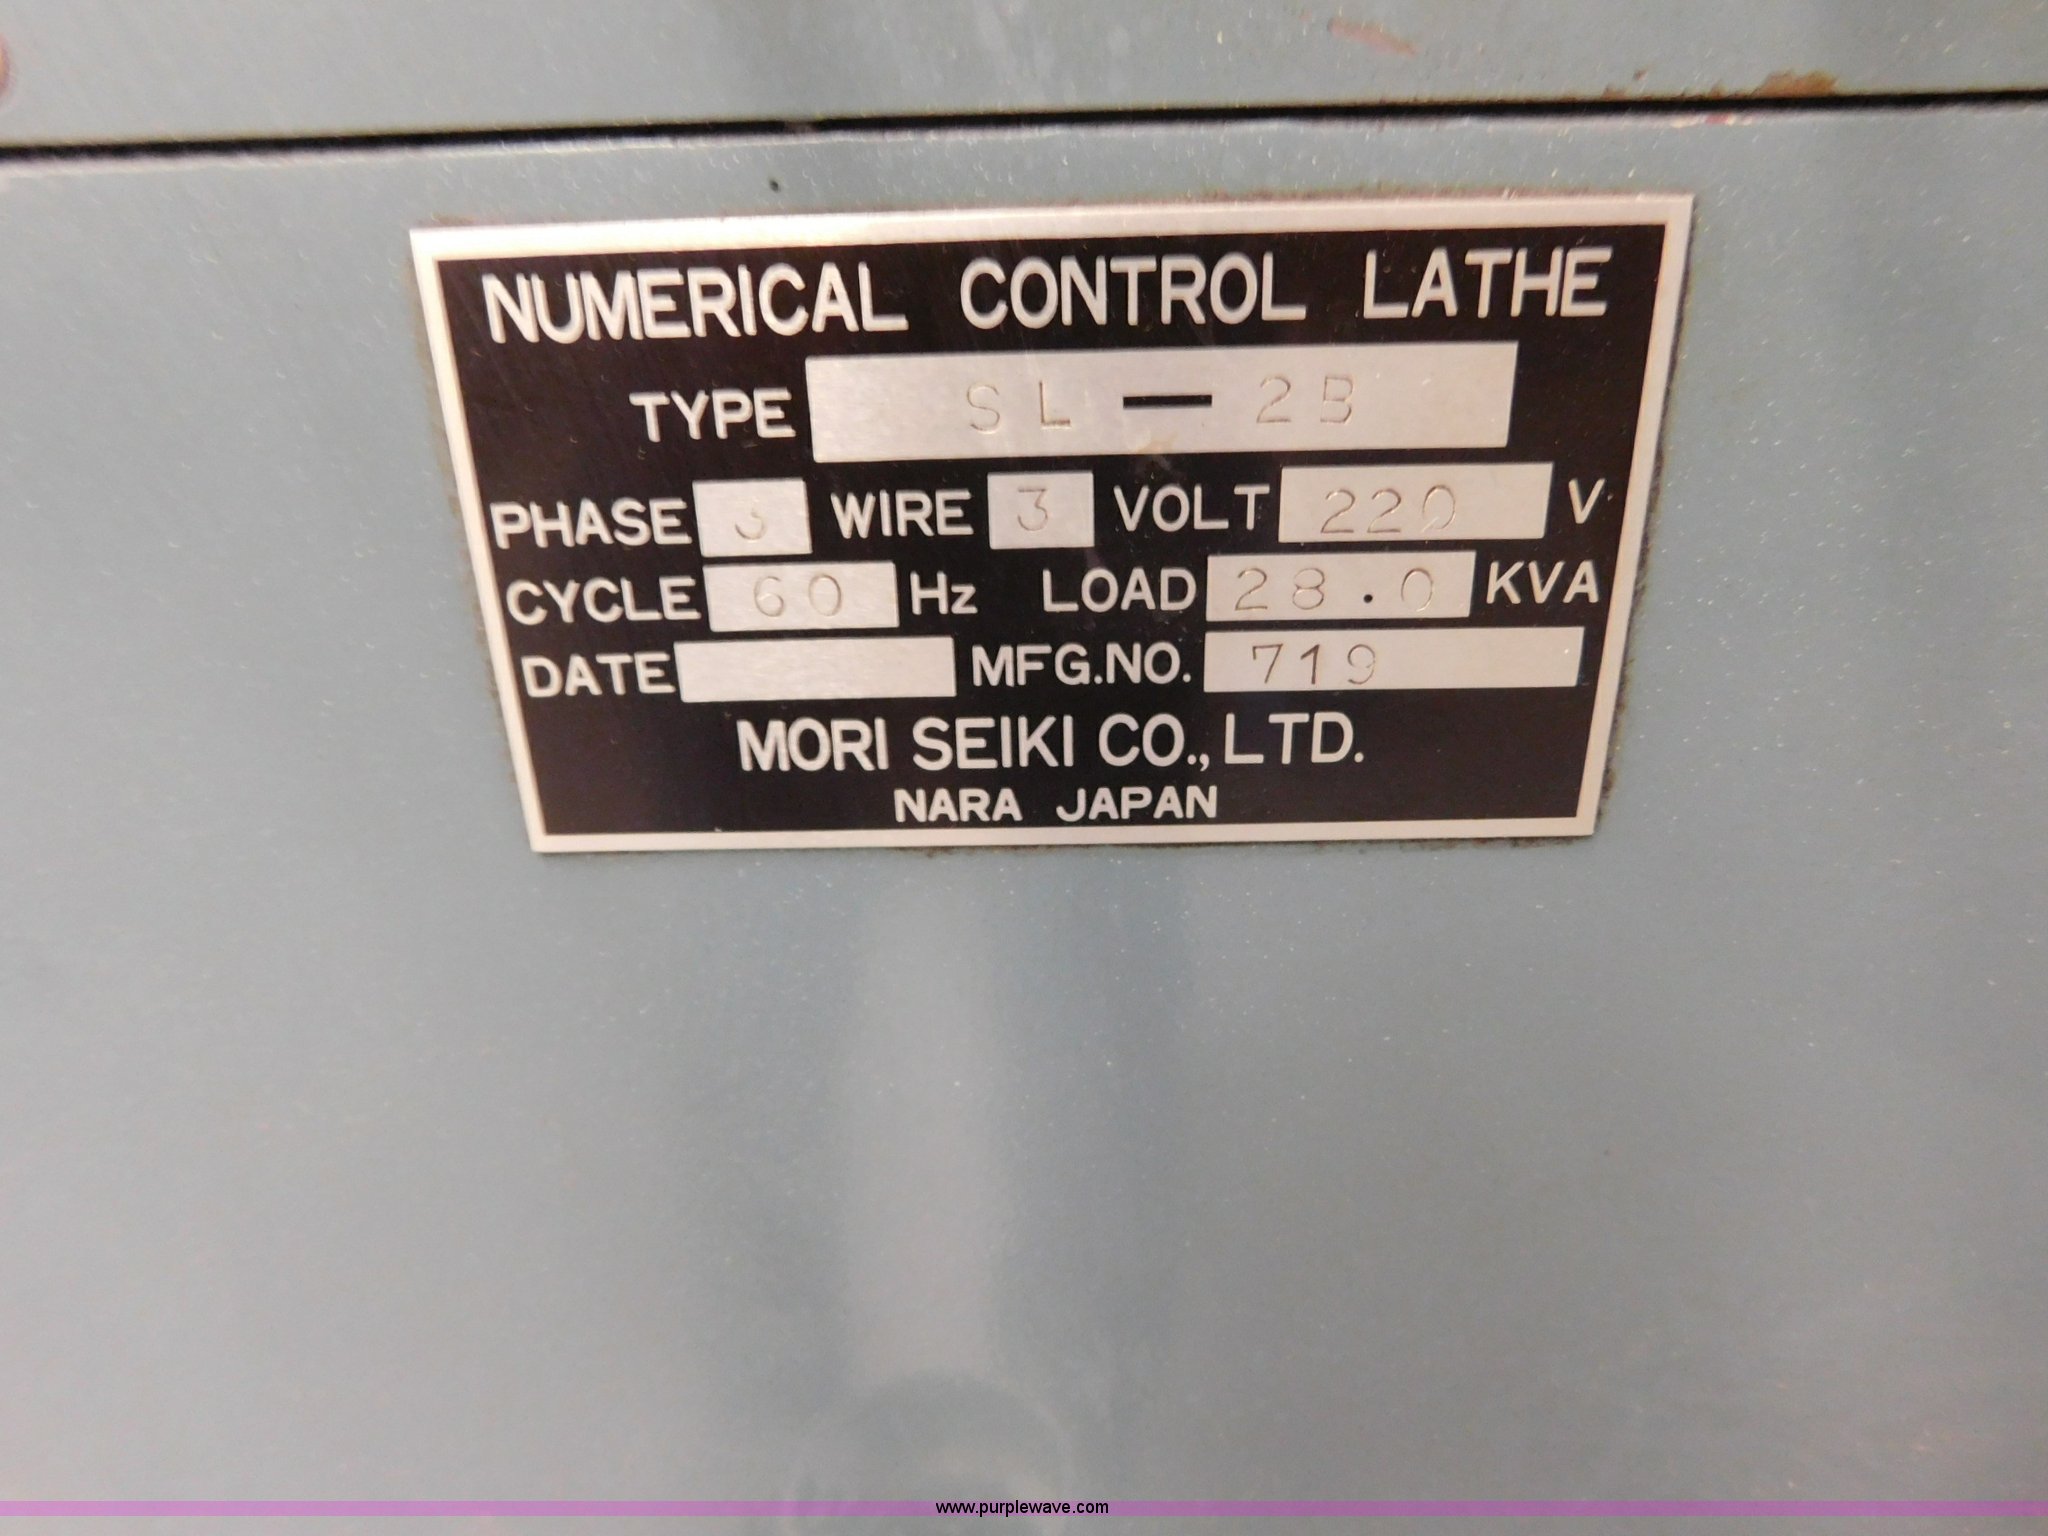 NUMERICAL CONTROL LATHE
TYPE SL-2B
PHASE 3 WIRE 3 VOLT 220 V
CYCLE 60 Hz LOAD 28.0 KVA
DATE MFG.NO. 719
MORI SEIKI CO., LTD.
NARA JAPAN
www.purplewave.com